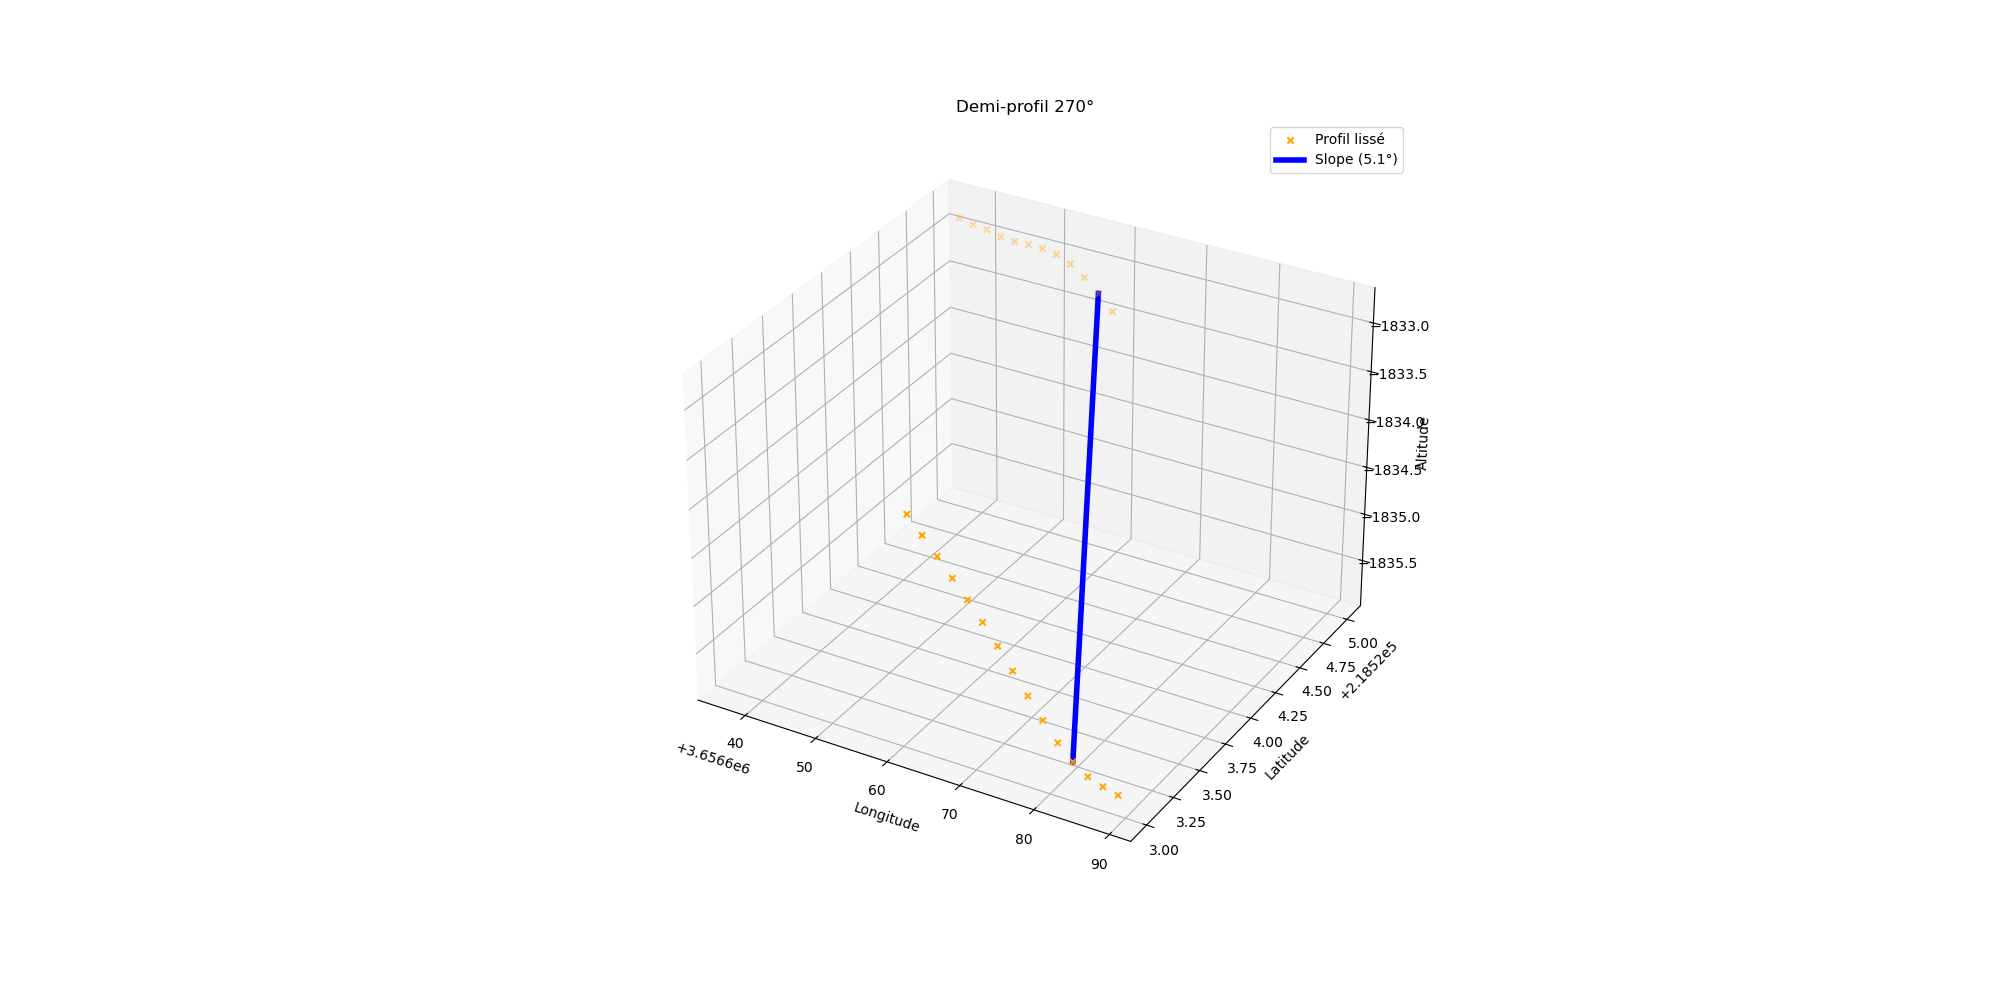 Demi-profil 270°
Profil lissé
Slope (5.1°)
−1833.0
−1833.5
−1834.0
−1834.5
−1835.0
−1835.5
Altitude
5.00
4.75
4.50
4.25
4.00
3.75
3.50
3.25
3.00
+2.1852e5
Latitude
40
50
60
70
80
90
+3.6566e6
Longitude